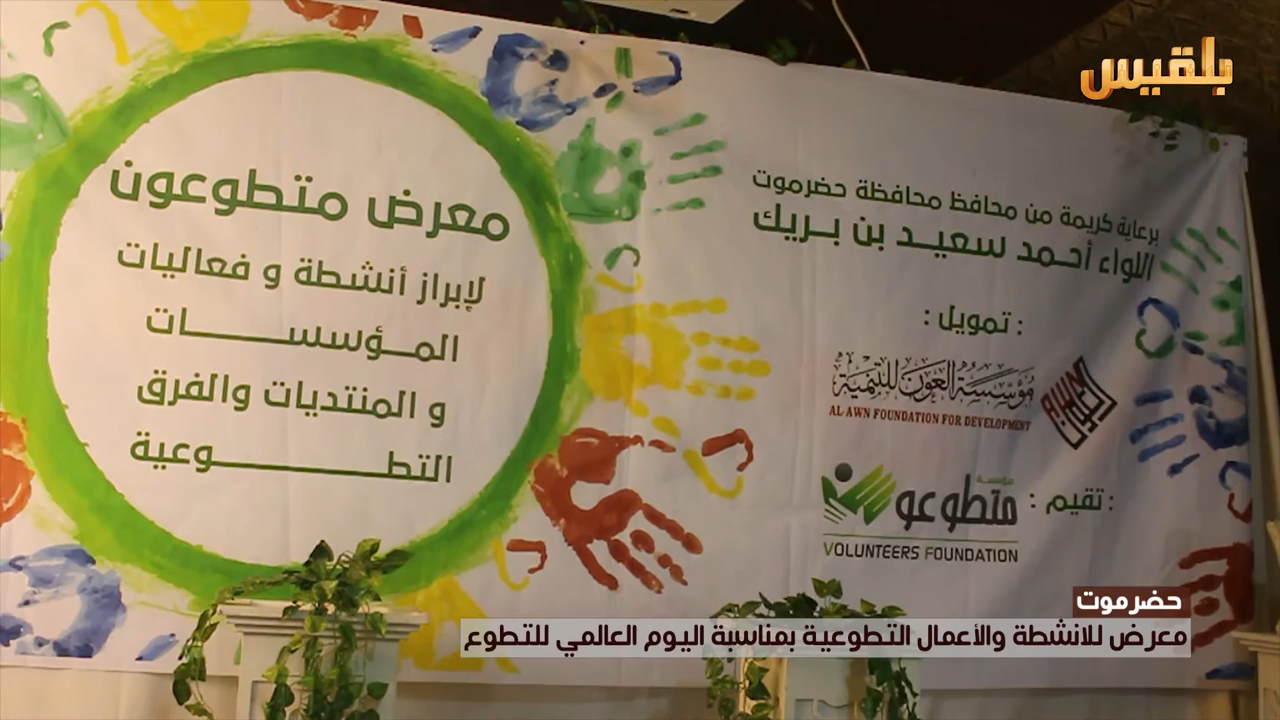 بلقيس
برعاية كريمة من محافظ محافظة حضرموت
اللواء أحمد سعيد بن بريك
تمويل :
مؤسسة العون للتنمية
AL-AWN FOUNDATION FOR DEVELOPMENT
العون
تقيم :
مؤسسة
متطوعون
VOLUNTEERS FOUNDATION
معرض متطوعون
لإبراز أنشطة و فعاليات
المؤسسات
و المنتديات والفرق
التطوعية
حضرموت
معرض للانشطة والأعمال التطوعية بمناسبة اليوم العالمي للتطوع